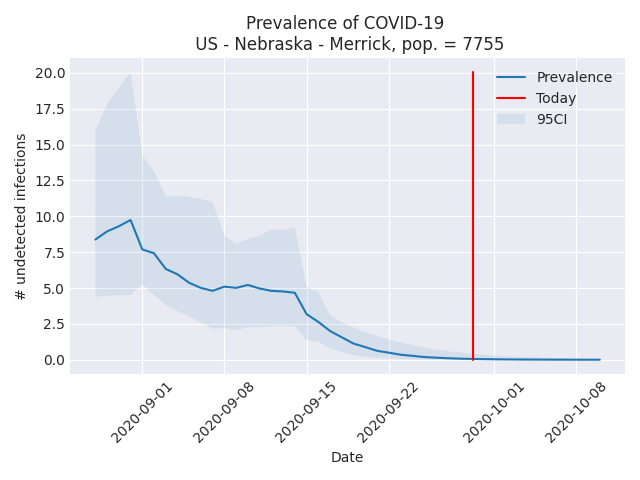 Prevalence of COVID-19
US - Nebraska - Merrick, pop. = 7755
20.0
17.5
15.0
12.5
10.0
7.5
5.0
2.5
0.0
# undetected infections
Prevalence
Today
95CI
2020-09-01
2020-09-08
2020-09-15
2020-09-22
2020-10-01
2020-10-08
Date